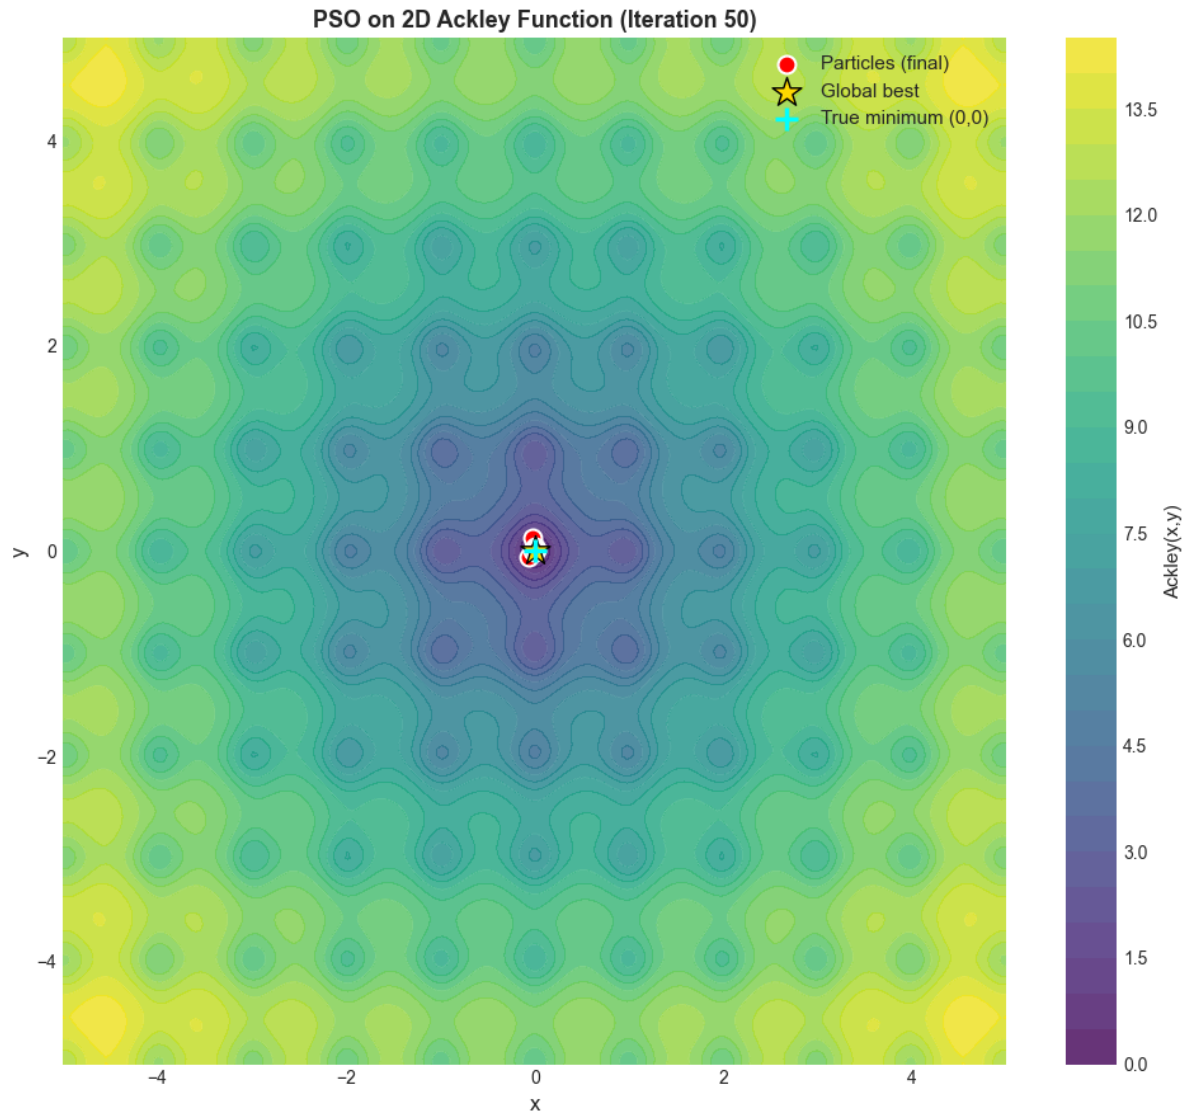 PSO on 2D Ackley Function (Iteration 50)
Particles (final)
Global best
True minimum (0,0)
4
2
0
−2
−4
y
−4
−2
0
2
4
x
13.5
12.0
10.5
9.0
7.5
6.0
4.5
3.0
1.5
0.0
Ackley(x,y)